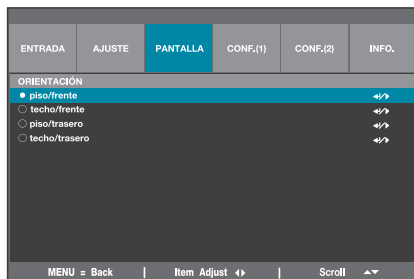 ENTRADA AJUSTE PANTALLA CONF.(1) CONF.(2) INFO.
ORIENTACIÓN
piso/frente
techo/frente
piso/trasero
techo/trasero
MENU = Back | Item Adjust | Scroll